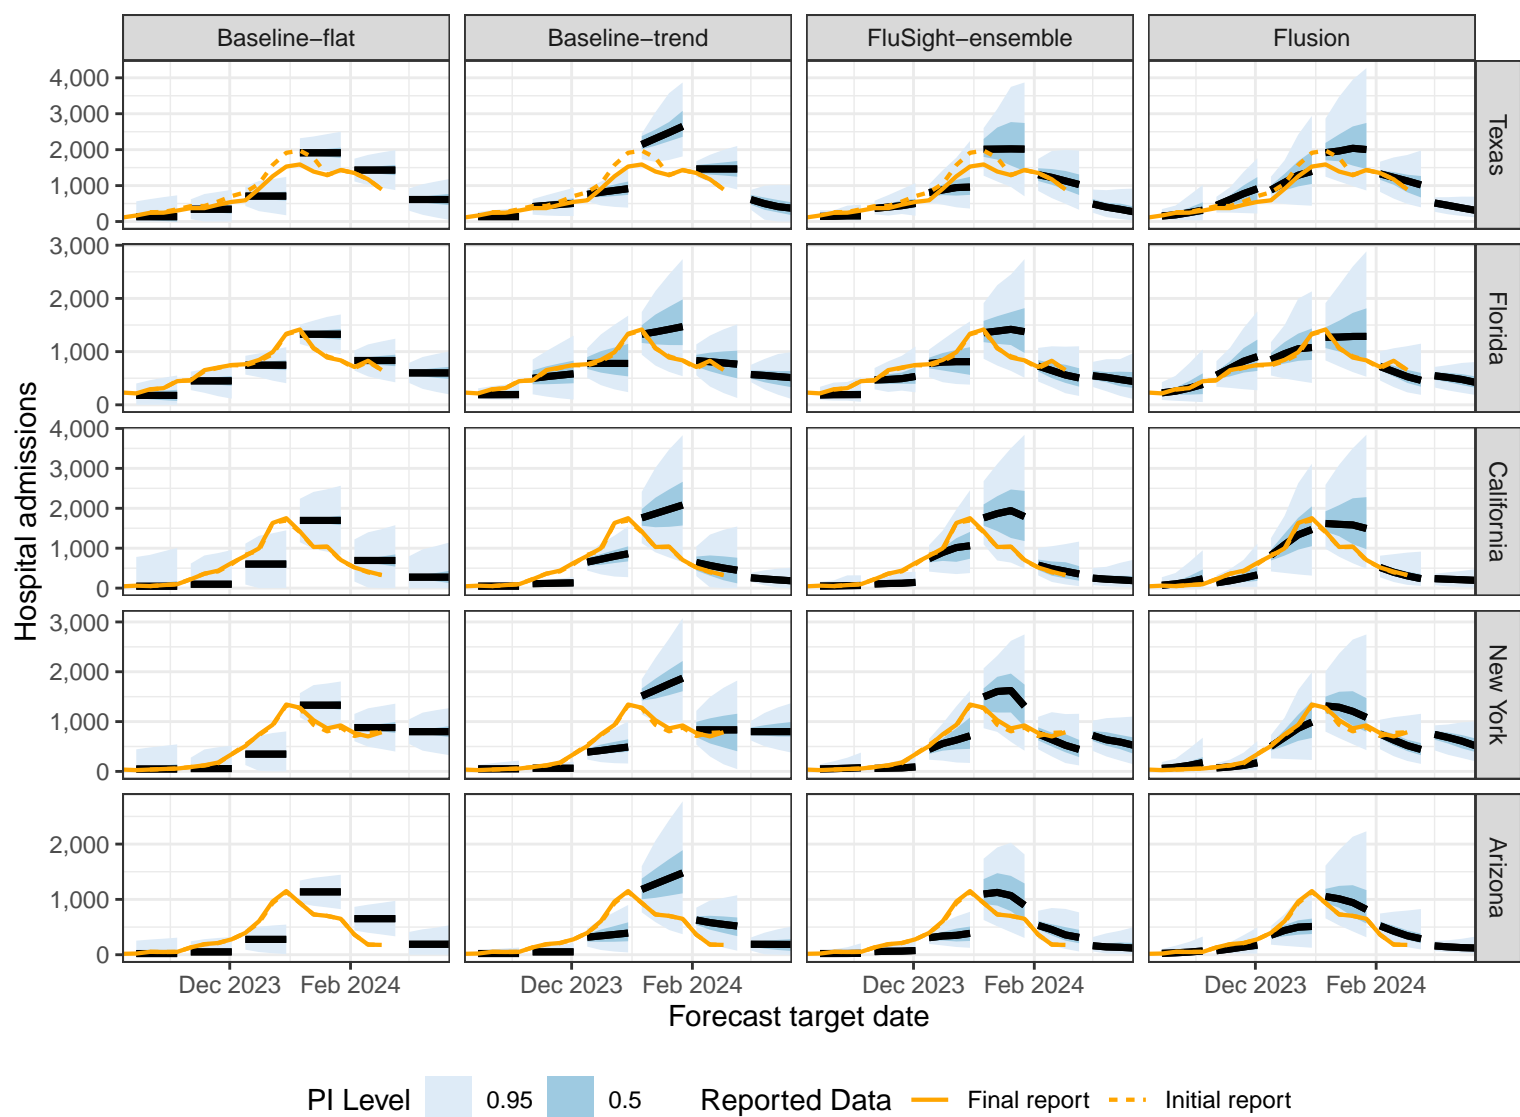 Baseline−flat
Baseline−trend
FluSight−ensemble
Flusion
4,000
3,000
2,000
1,000
0
Texas
3,000
2,000
1,000
0
Florida
4,000
3,000
2,000
1,000
0
California
3,000
2,000
1,000
0
New York
2,000
1,000
0
Arizona
Hospital admissions
Dec 2023 Feb 2024
Dec 2023 Feb 2024
Dec 2023 Feb 2024
Dec 2023 Feb 2024
Forecast target date
PI Level 0.95 0.5 Reported Data Final report Initial report